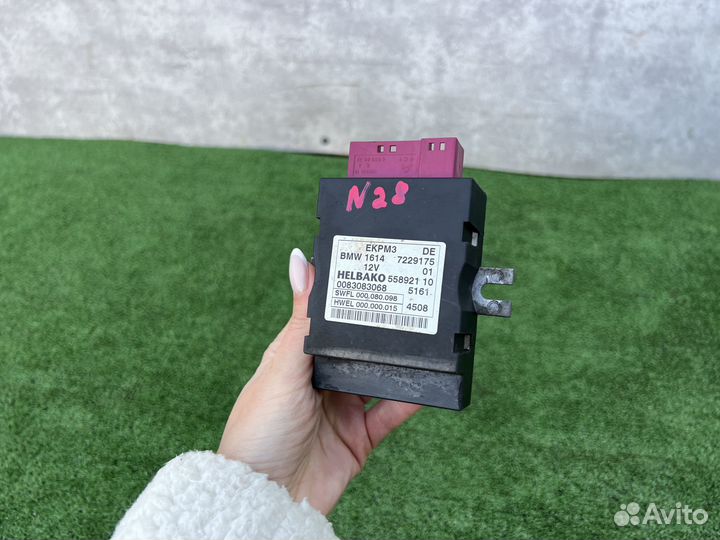 N28
EKPM3 DE
BMW 1614 7229175
12V 01
HELBAKO 558921 10
0083083068 5161
SWFL 000.080.098
HWEL 000.000.015 4508
Avito